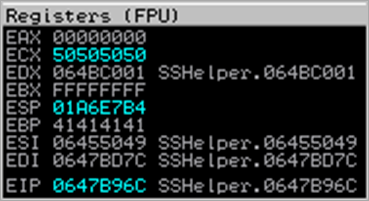 Registers (FPU)
EAX 00000000
ECX 50505050
EDX 064BC001 SSHelper.064BC001
EBX FFFFFFFF
ESP 01A6E7B4
EBP 41414141
ESI 06455049 SSHelper.06455049
EDI 0647BD7C SSHelper.0647BD7C
EIP 0647B96C SSHelper.0647B96C